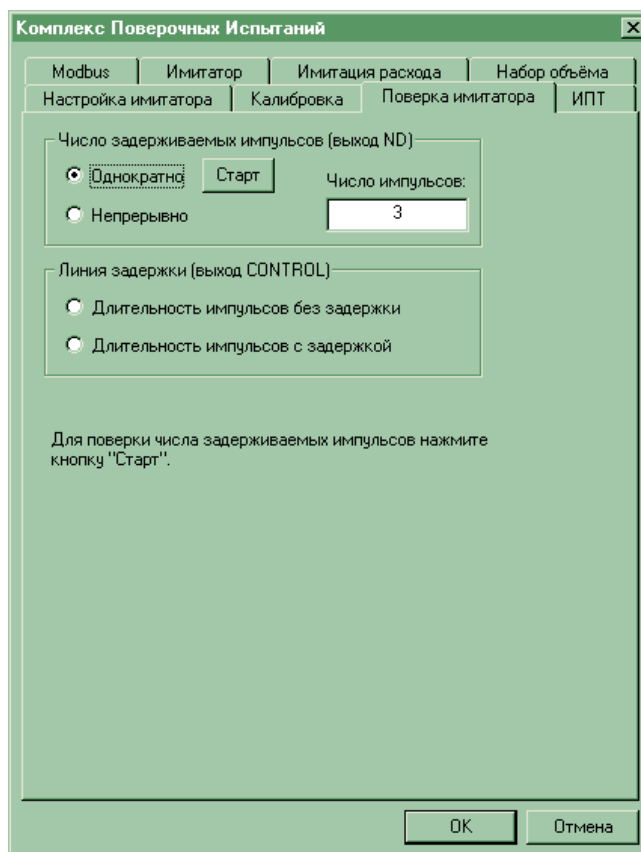 Комплекс Поверочных Испытаний
Modbus Имитатор Имитация расхода Набор объёма
Настройка имитатора Калибровка Поверка имитатора ИПТ
Число задерживаемых импульсов (выход ND)
Однократно Старт Число импульсов:
Непрерывно 3
Линия задержки (выход CONTROL)
Длительность импульсов без задержки
Длительность импульсов с задержкой
Для поверки числа задерживаемых импульсов нажмите
кнопку "Старт".
OK Отмена